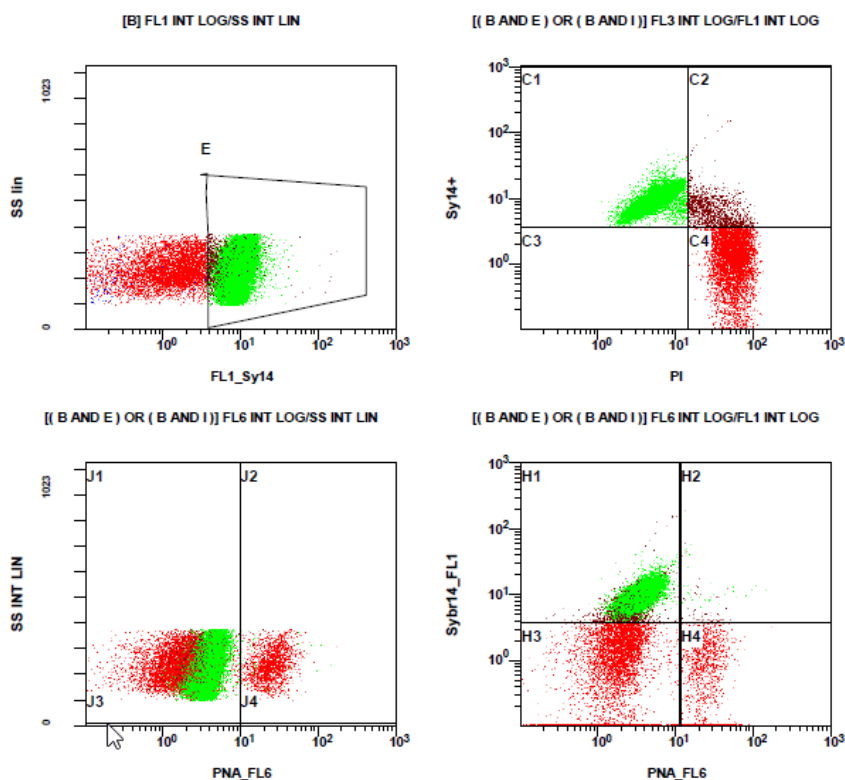 [B] FL1 INT LOG/SS INT LIN
1023
SS lin
0
E
10⁰ 10¹ 10² 10³
FL1_Sy14
[( B AND E ) OR ( B AND I )] FL3 INT LOG/FL1 INT LOG
10³
10²
10¹
10⁰
Sy14+
C1 C2
C3 C4
10⁰ 10¹ 10² 10³
PI
[( B AND E ) OR ( B AND I )] FL6 INT LOG/SS INT LIN
1023
SS INT LIN
0
J1 J2
J3 J4
10⁰ 10¹ 10² 10³
PNA_FL6
[( B AND E ) OR ( B AND I )] FL6 INT LOG/FL1 INT LOG
10³
10²
10¹
10⁰
Sybr14_FL1
H1 H2
H3 H4
10⁰ 10¹ 10² 10³
PNA_FL6